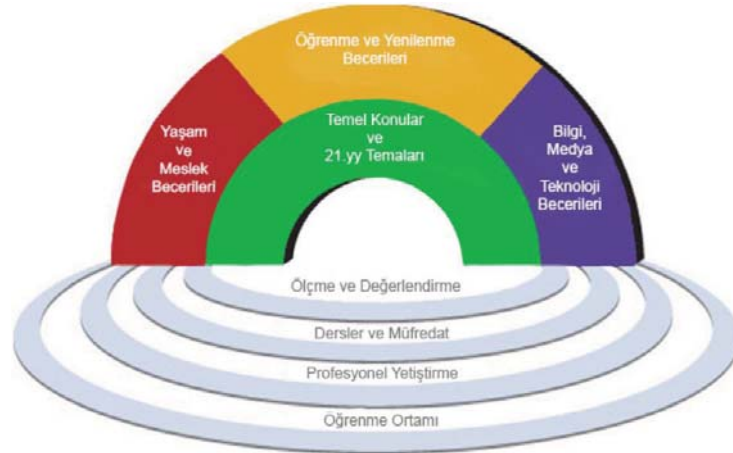 Öğrenme ve Yenilenme
Becerileri
Yaşam
ve
Meslek
Becerileri
Temel Konular
ve
21.yy Temaları
Bilgi,
Medya
ve
Teknoloji
Becerileri
Ölçme ve Değerlendirme
Dersler ve Müfredat
Profesyonel Yetiştirme
Öğrenme Ortamı